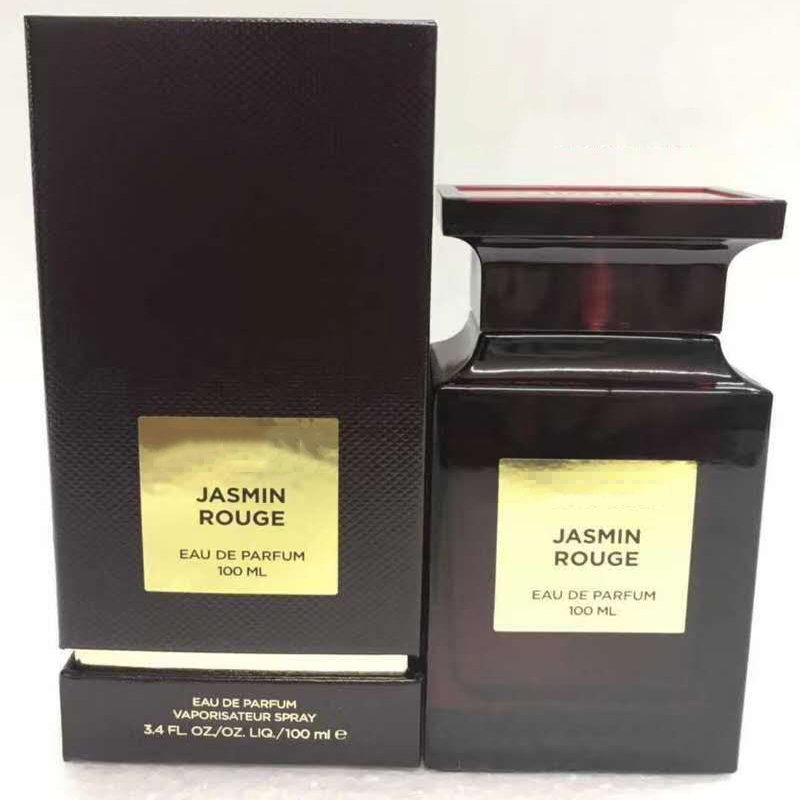 JASMIN
ROUGE
EAU DE PARFUM
100 ML
EAU DE PARFUM
VAPORISATEUR SPRAY
3.4 FL. OZ./OZ. LIQ./100 ml ℮
JASMIN
ROUGE
EAU DE PARFUM
100 ML